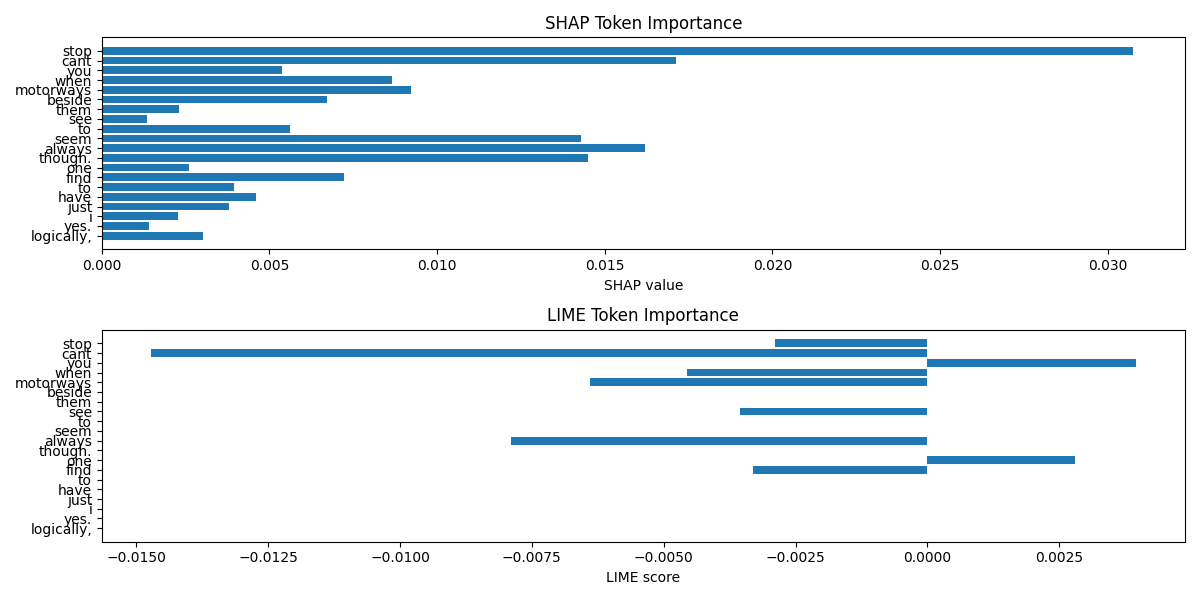 SHAP Token Importance
stop
cant
you
when
motorways
beside
them
see
to
seem
always
though.
one
find
to
have
just
i
yes.
logically,
0.000 0.005 0.010 0.015 0.020 0.025 0.030
SHAP value
LIME Token Importance
stop
cant
you
when
motorways
beside
them
see
to
seem
always
though.
one
find
to
have
just
i
yes.
logically,
−0.0150 −0.0125 −0.0100 −0.0075 −0.0050 −0.0025 0.0000 0.0025
LIME score